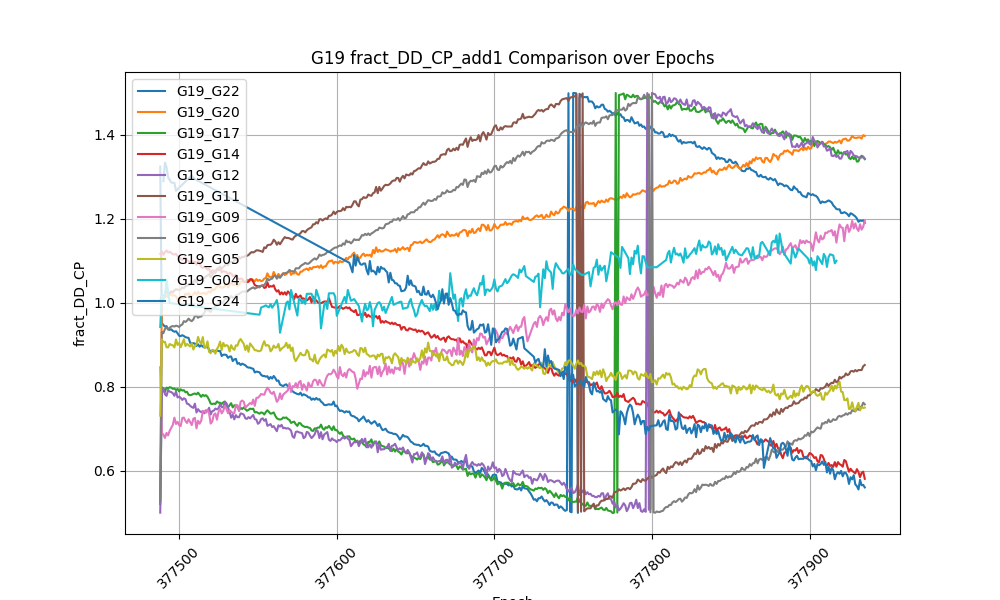 G19 fract_DD_CP_add1 Comparison over Epochs
G19_G22
G19_G20
G19_G17
G19_G14
G19_G12
G19_G11
G19_G09
G19_G06
G19_G05
G19_G04
G19_G24
fract_DD_CP
1.4
1.2
1.0
0.8
0.6
377500
377600
377700
377800
377900
Epoch